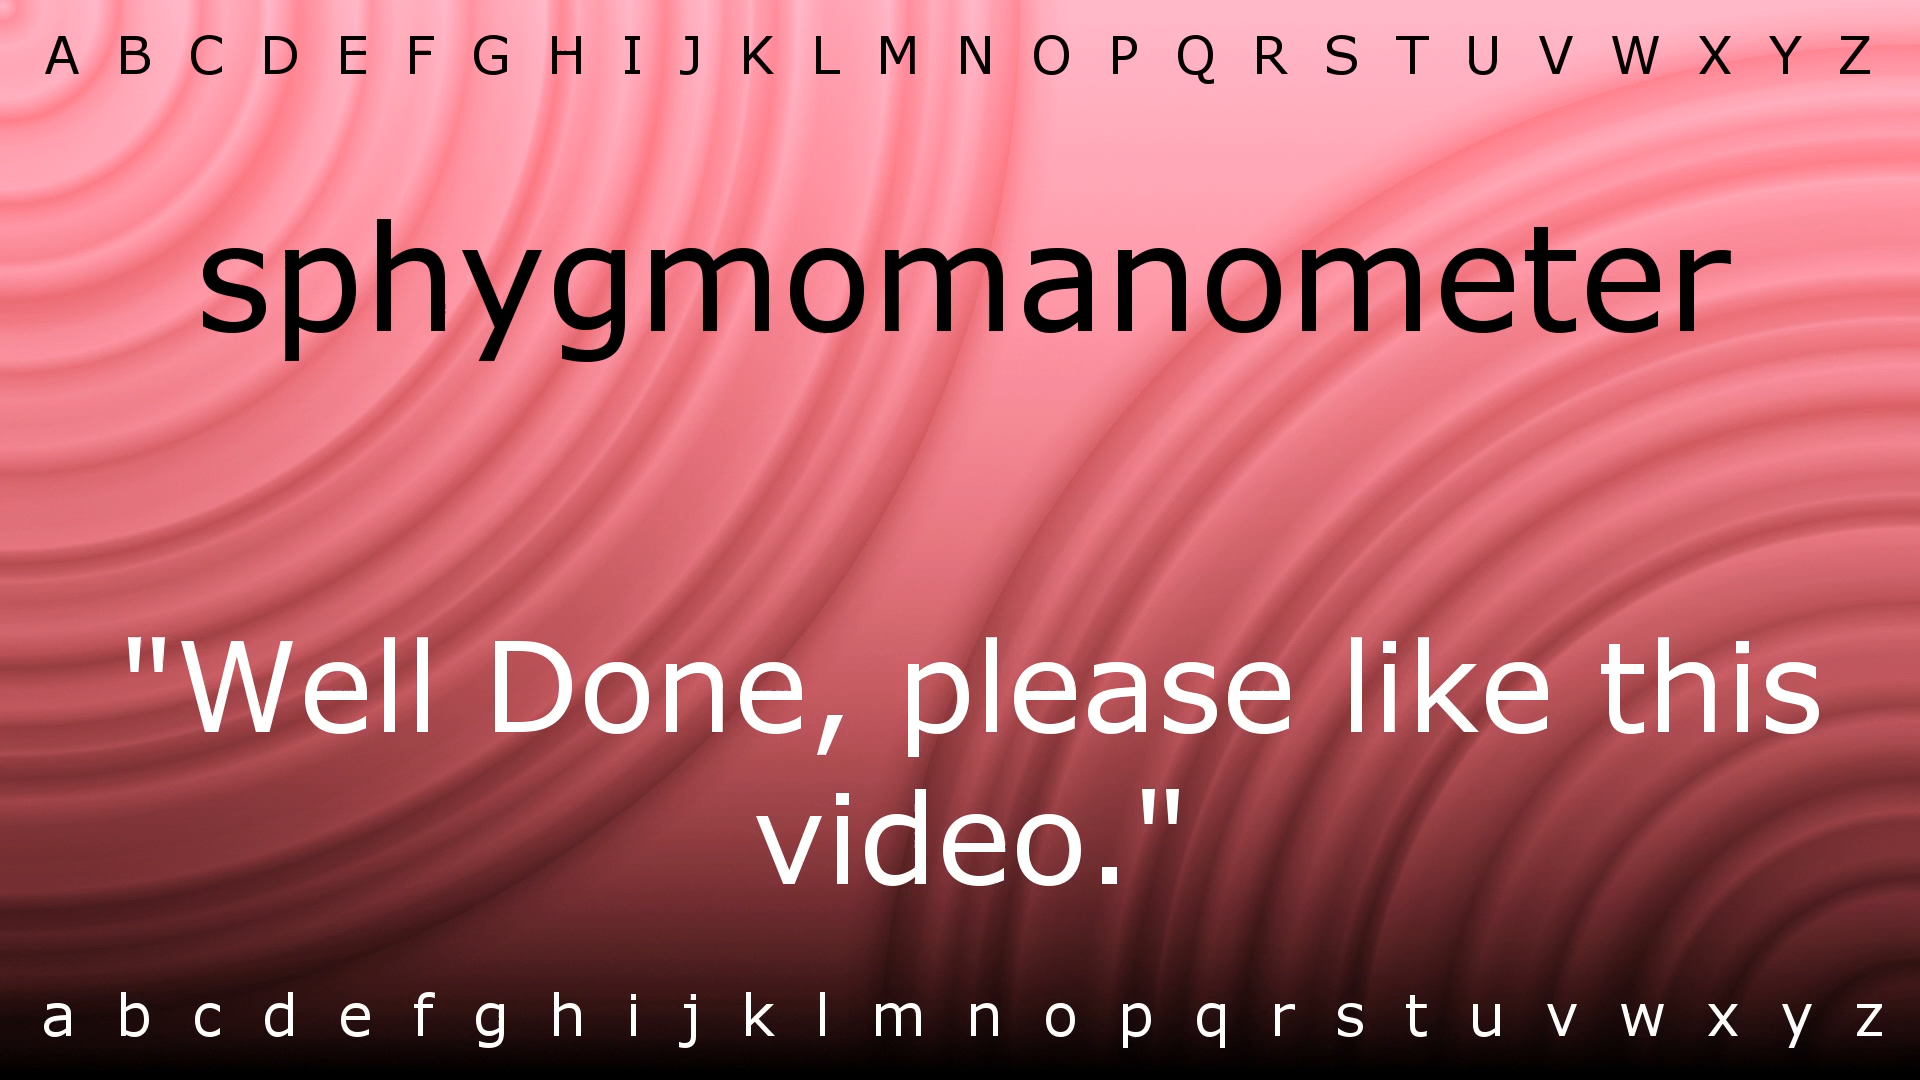 A B C D E F G H I J K L M N O P Q R S T U V W X Y Z
sphygmomanometer
"Well Done, please like this
video."
a b c d e f g h i j k l m n o p q r s t u v w x y z